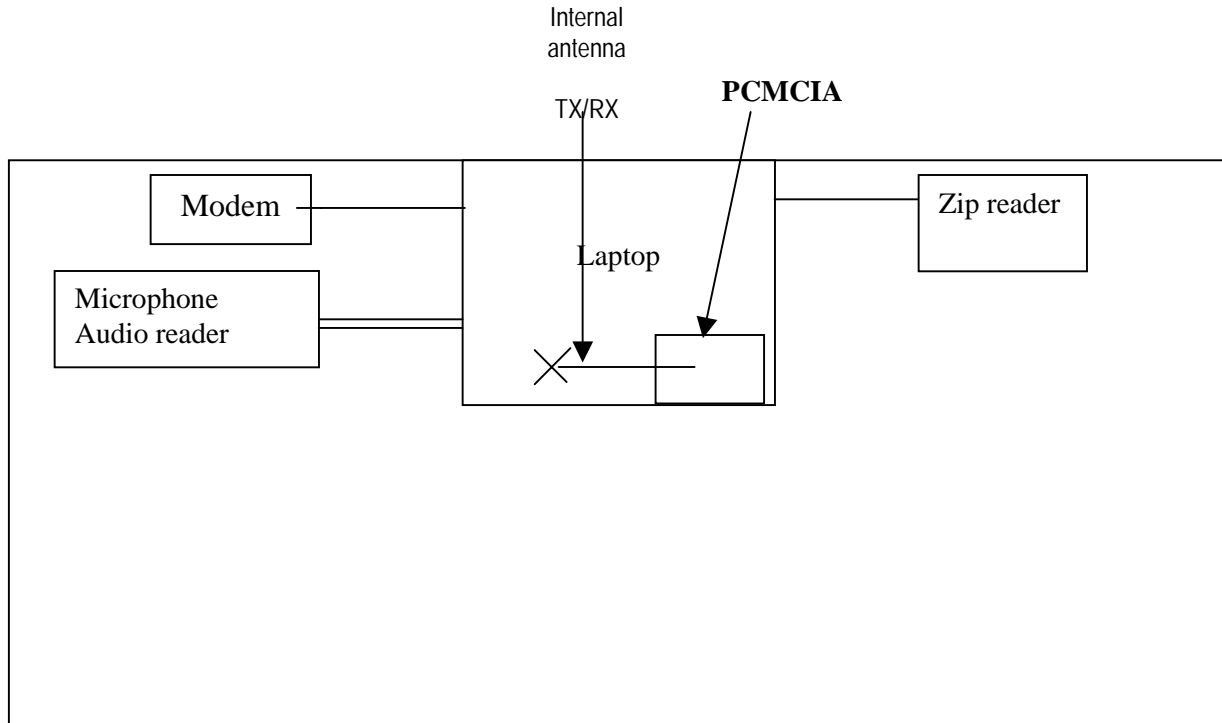 Internal
antenna
TX/RX
PCMCIA
Modem
Zip reader
Laptop
Microphone
Audio reader